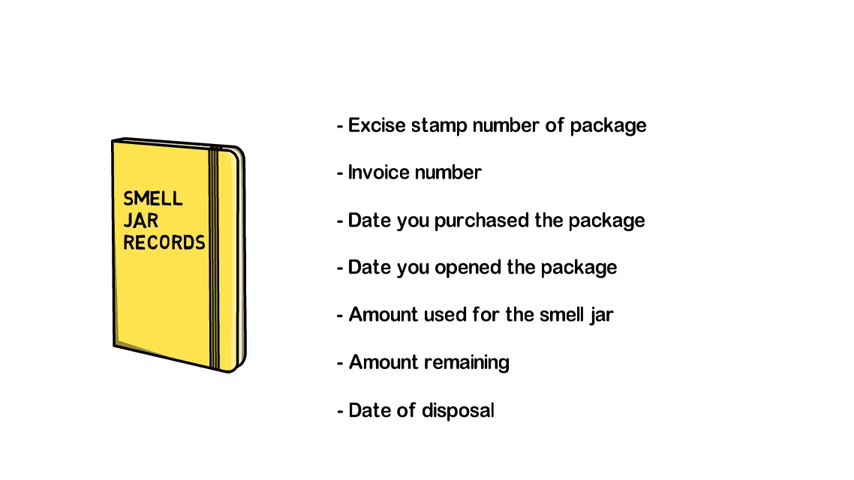 SMELL
JAR
RECORDS
- Excise stamp number of package
- Invoice number
- Date you purchased the package
- Date you opened the package
- Amount used for the smell jar
- Amount remaining
- Date of disposal